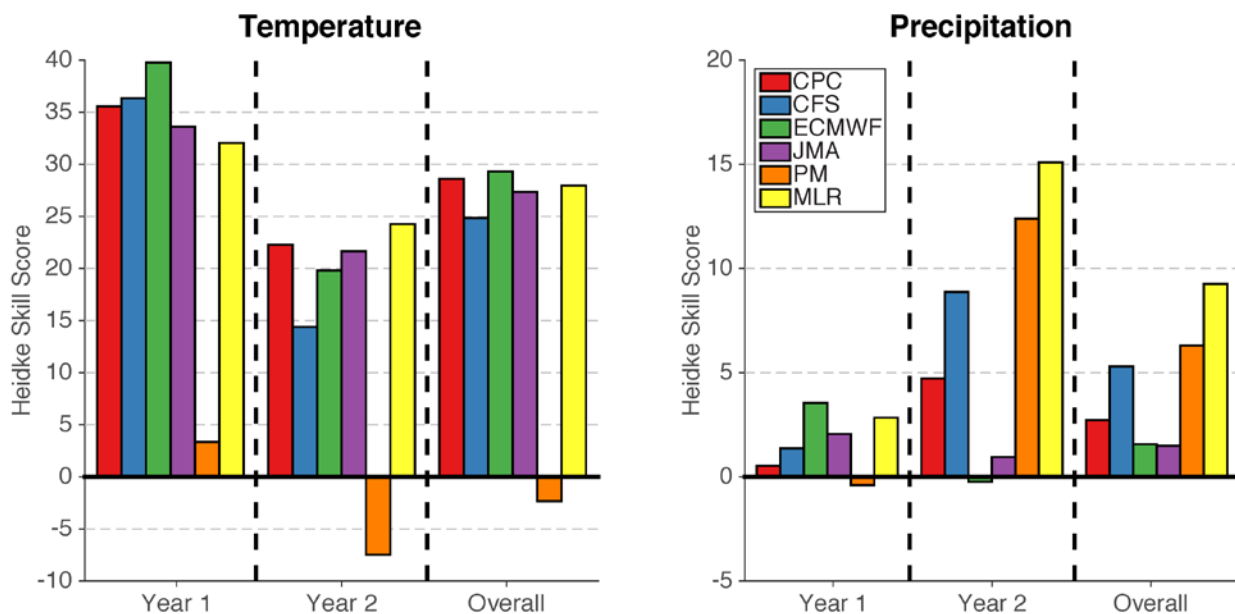 Temperature
Heidke Skill Score
40
35
30
25
20
15
10
5
0
-5
-10
Year 1
Year 2
Overall
Precipitation
Heidke Skill Score
20
15
10
5
0
-5
CPC
CFS
ECMWF
JMA
PM
MLR
Year 1
Year 2
Overall